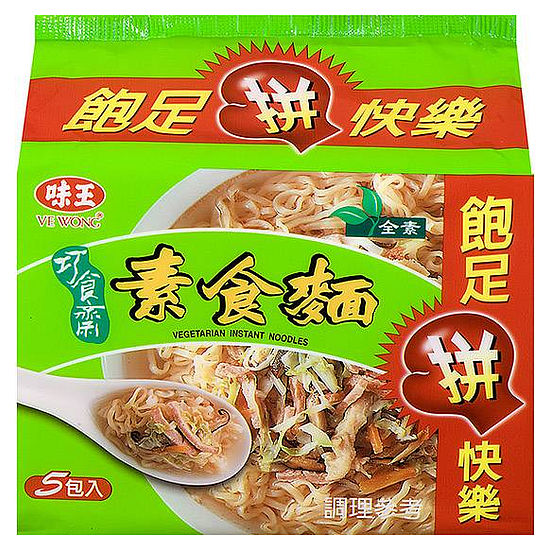 飽足拼快樂
味王
VE WONG®
全素
巧食齋
素食麵
VEGETARIAN INSTANT NOODLES
飽足
拼
快樂
5包入
調理參考